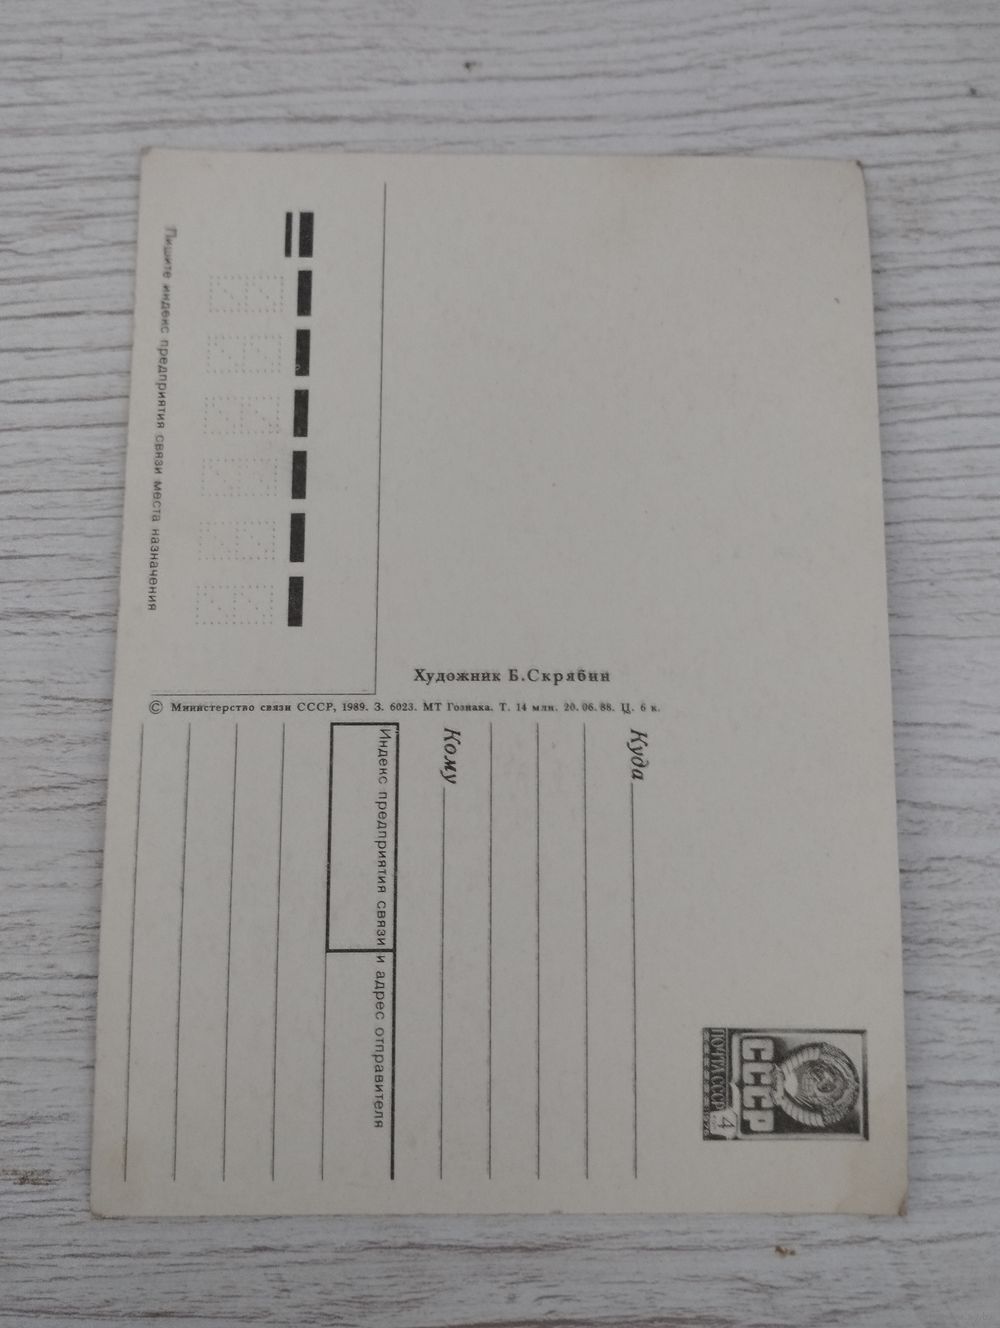 Художник Б.Скрябин
© Министерство связи СССР, 1989. З. 6023. МТ Гознака. Т. 14 млн. 20. 06. 88. Ц. 6 к.
Пишите индекс предприятия связи места назначения
Куда
Кому
Индекс предприятия связи и адрес отправителя
СССР
ПОЧТА СССР 4